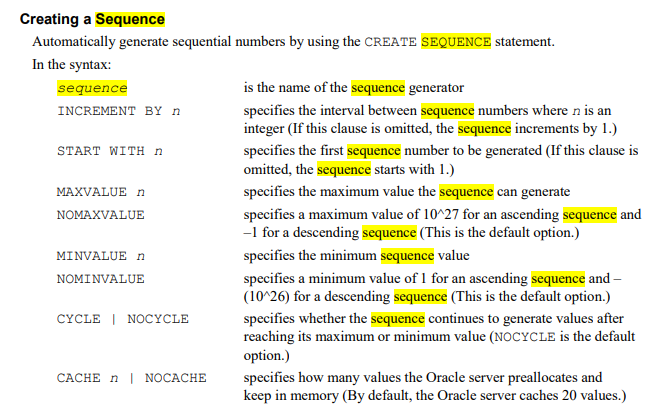 Creating a Sequence
Automatically generate sequential numbers by using the CREATE SEQUENCE statement.
In the syntax:
sequence is the name of the sequence generator
INCREMENT BY n specifies the interval between sequence numbers where n is an
integer (If this clause is omitted, the sequence increments by 1.)
START WITH n specifies the first sequence number to be generated (If this clause is
omitted, the sequence starts with 1.)
MAXVALUE n specifies the maximum value the sequence can generate
NOMAXVALUE specifies a maximum value of 10^27 for an ascending sequence and
–1 for a descending sequence (This is the default option.)
MINVALUE n specifies the minimum sequence value
NOMINVALUE specifies a minimum value of 1 for an ascending sequence and –
(10^26) for a descending sequence (This is the default option.)
CYCLE | NOCYCLE specifies whether the sequence continues to generate values after
reaching its maximum or minimum value (NOCYCLE is the default
option.)
CACHE n | NOCACHE specifies how many values the Oracle server preallocates and
keep in memory (By default, the Oracle server caches 20 values.)